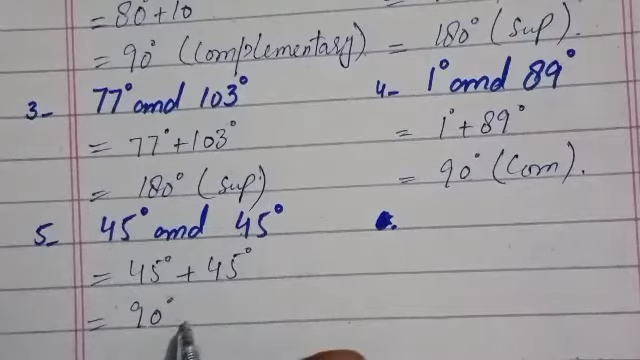 = 80°+10
= 90° (Complementary)
= 180° (Sup).
3- 77° and 103°
= 77°+103°
= 180° (Sup)
4- 1° and 89°
= 1°+89°
= 90° (Com).
5- 45° and 45°
= 45°+45°
= 90°